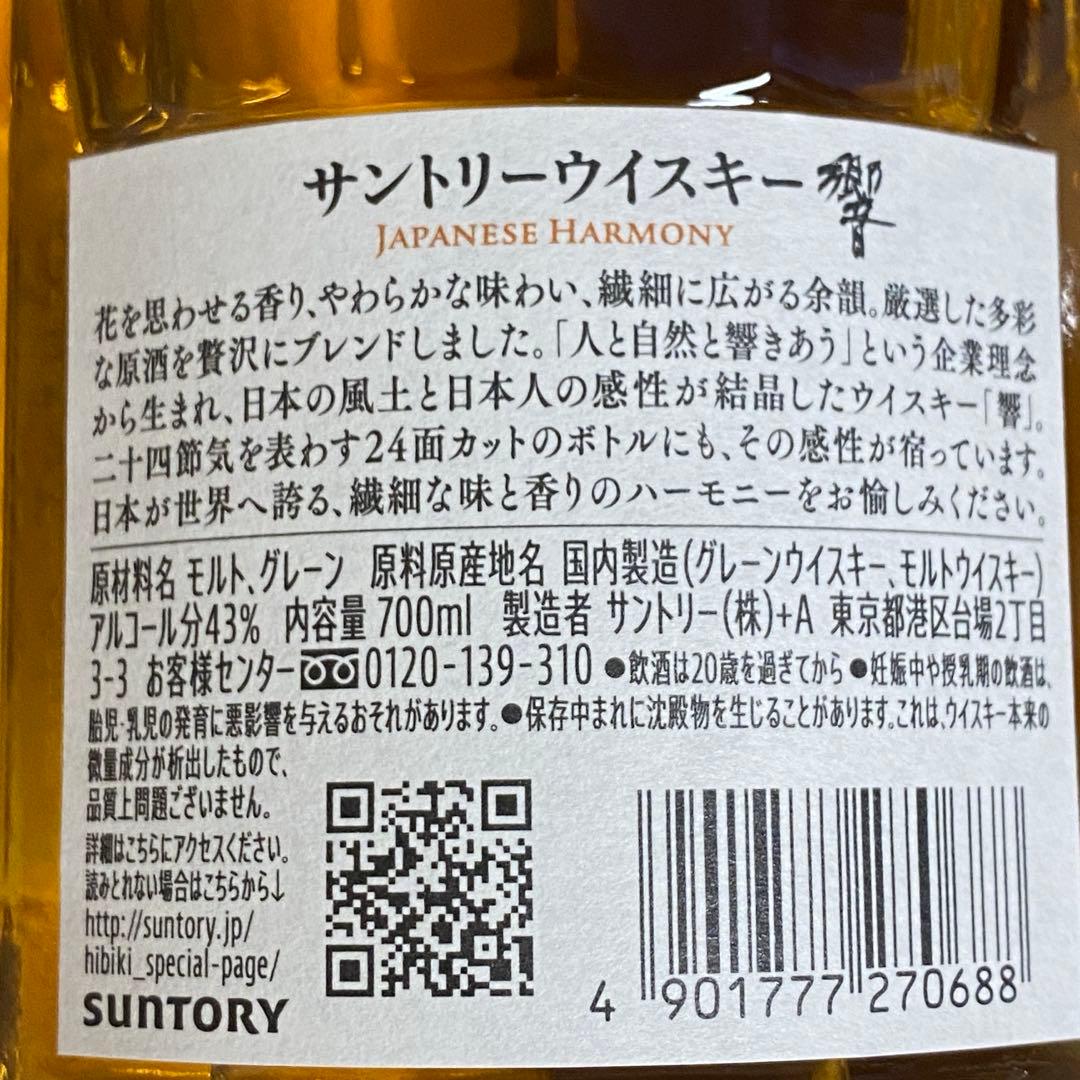 サントリーウイスキー響
JAPANESE HARMONY
花を思わせる香り、やわらかな味わい、繊細に広がる余韻。厳選した多彩
な原酒を贅沢にブレンドしました。「人と自然と響きあう」という企業理念
から生まれ、日本の風土と日本人の感性が結晶したウイスキー「響」。
二十四節気を表わす24面カットのボトルにも、その感性が宿っています。
日本が世界へ誇る、繊細な味と香りのハーモニーをお愉しみください。
原材料名 モルト、グレーン 原料原産地名 国内製造(グレーンウイスキー、モルトウイスキー)
アルコール分43% 内容量 700ml 製造者 サントリー(株)+A 東京都港区台場2丁目
3-3 お客様センター 0120-139-310 ●飲酒は20歳を過ぎてから ●妊娠中や授乳期の飲酒は、
胎児・乳児の発育に悪影響を与えるおそれがあります。●保存中まれに沈殿物を生じることがあります。これは、ウイスキー本来の
微量成分が析出したもので、
品質上問題ございません。
詳細はこちらにアクセスください。
読みとれない場合はこちらから↓
http://suntory.jp/
hibiki_special-page/
SUNTORY
4 901777 270688